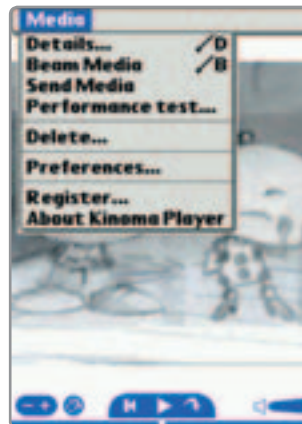 Media
Details... /D
Beam Media /B
Send Media
Performance test...
Delete...
Preferences...
Register...
About Kinoma Player